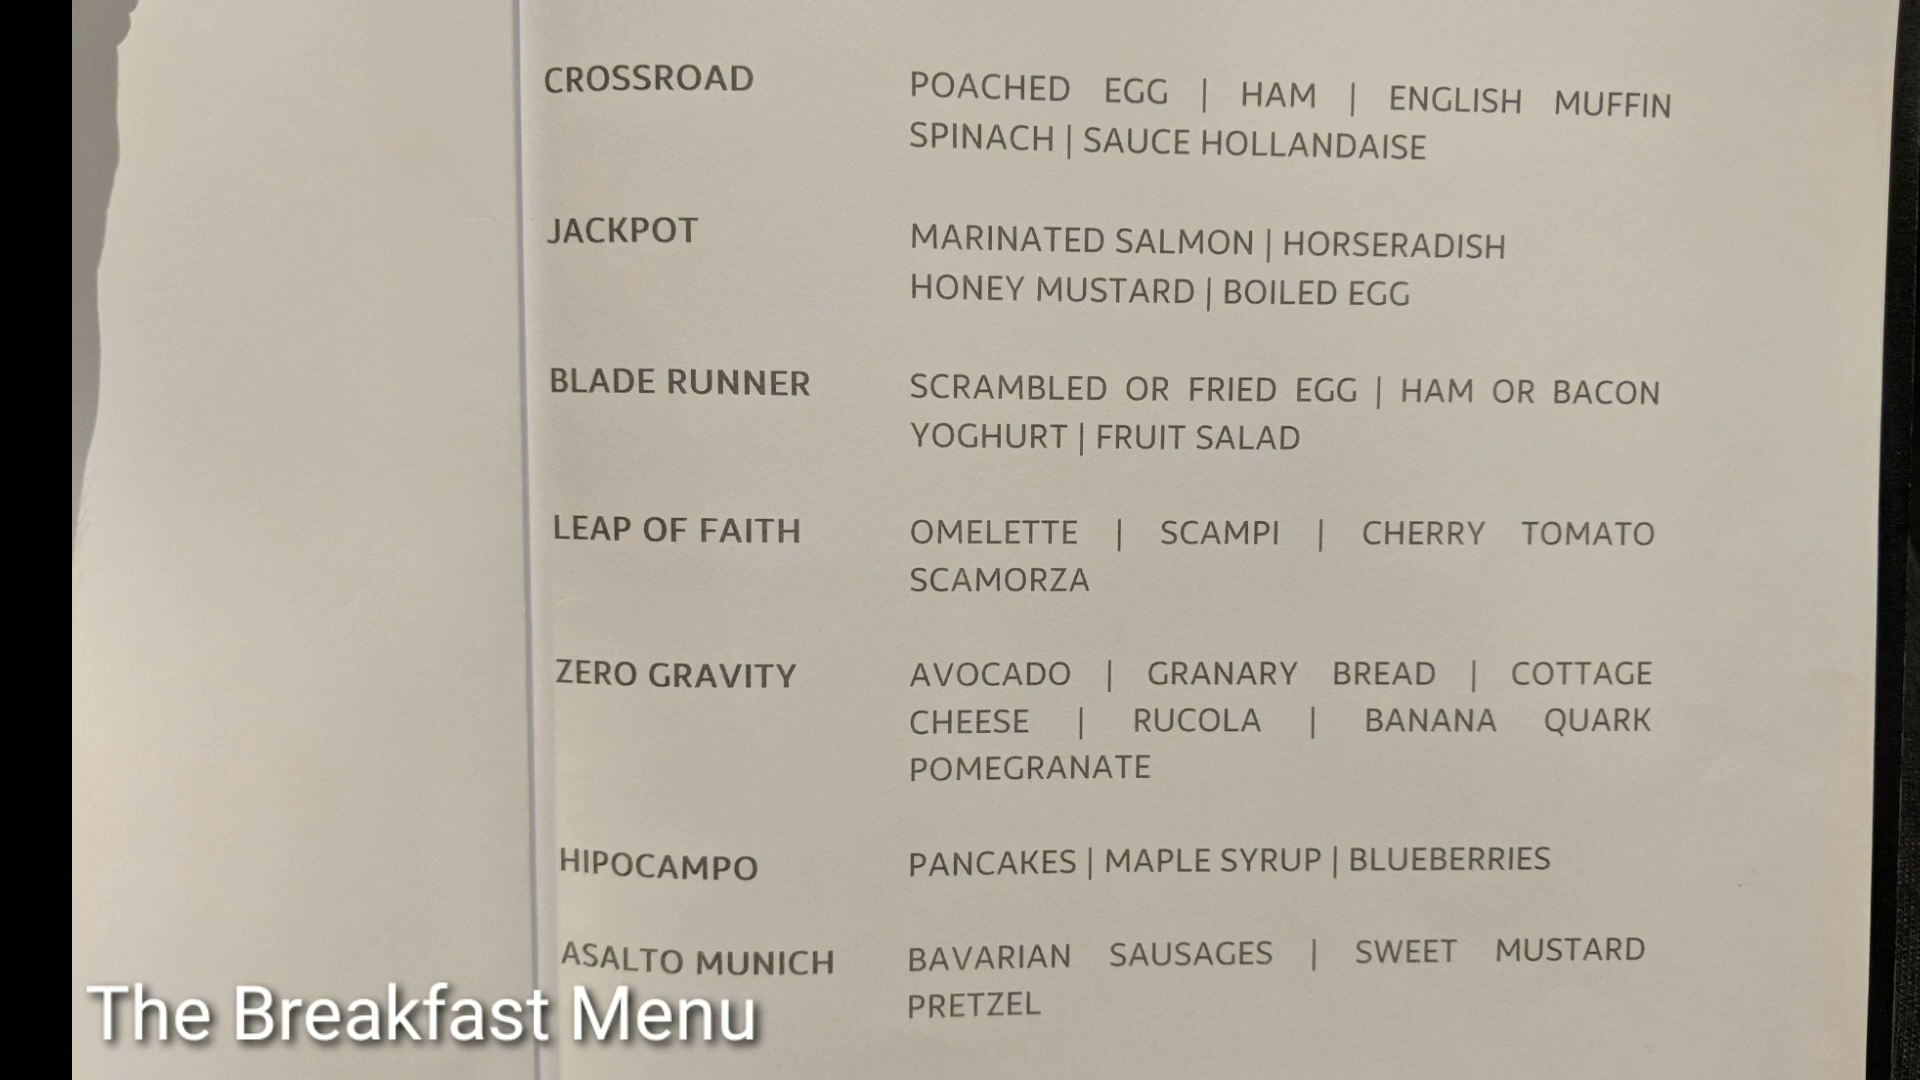 CROSSROAD POACHED EGG | HAM | ENGLISH MUFFIN
SPINACH | SAUCE HOLLANDAISE
JACKPOT MARINATED SALMON | HORSERADISH
HONEY MUSTARD | BOILED EGG
BLADE RUNNER SCRAMBLED OR FRIED EGG | HAM OR BACON
YOGHURT | FRUIT SALAD
LEAP OF FAITH OMELETTE | SCAMPI | CHERRY TOMATO
SCAMORZA
ZERO GRAVITY AVOCADO | GRANARY BREAD | COTTAGE
CHEESE | RUCOLA | BANANA QUARK
POMEGRANATE
HIPOCAMPO PANCAKES | MAPLE SYRUP | BLUEBERRIES
ASALTO MUNICH BAVARIAN SAUSAGES | SWEET MUSTARD
PRETZEL
The Breakfast Menu